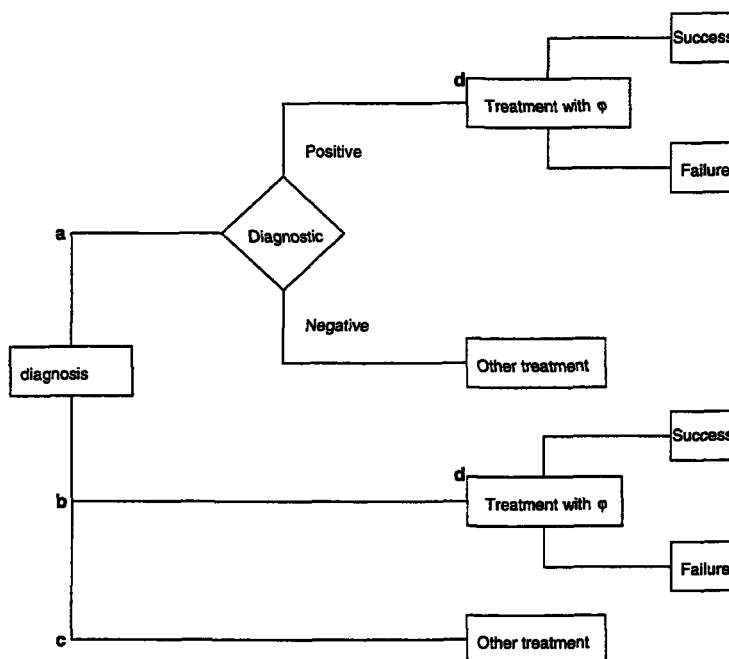 Success
d
Treatment with φ
Positive
Failure
a
Diagnostic
Negative
diagnosis
Other treatment
Success
d
b
Treatment with φ
Failure
c
Other treatment